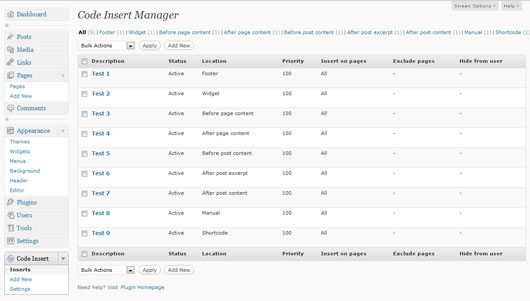 Screen Options Help
Dashboard
Posts
Media
Links
Pages
Pages
Add New
Comments
Appearance
Themes
Widgets
Menus
Background
Header
Editor
Plugins
Users
Tools
Settings
Code Insert
Inserts
Add New
Settings
Code Insert Manager
All (9) | Footer (1) | Widget (1) | Before page content (1) | After page content (1) | Before post content (1) | After post excerpt (1) | After post content (1) | Manual (1) | Shortcode (1)
Bulk Actions Apply Add New
Description Status Location Priority Insert on pages Exclude pages Hide from user
Test 1 Active Footer 100 All - -
Test 2 Active Widget 100 All - -
Test 3 Active Before page content 100 All - -
Test 4 Active After page content 100 All - -
Test 5 Active Before post content 100 All - -
Test 6 Active After post excerpt 100 All - -
Test 7 Active After post content 100 All - -
Test 8 Active Manual 100 All - -
Test 9 Active Shortcode 100 All - -
Description Status Location Priority Insert on pages Exclude pages Hide from user
Bulk Actions Apply Add New
Need help? Visit Plugin Homepage